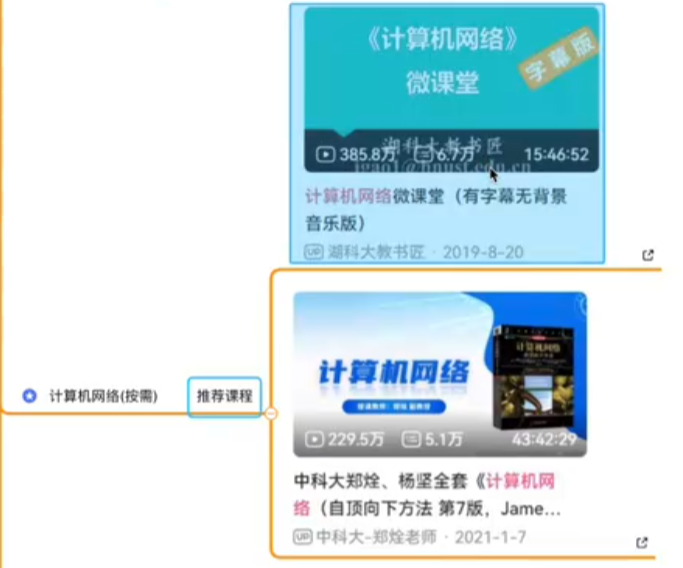 《计算机网络》
微课堂
字幕版
湖科大教书匠
385.8万 6.7万 15:46:52
计算机网络微课堂（有字幕无背景
音乐版）
UP 湖科大教书匠 · 2019-8-20
计算机网络(按需)
推荐课程
计算机网络
计算机网络
229.5万 5.1万 43:42:29
中科大郑烇、杨坚全套《计算机网
络（自顶向下方法 第7版，Jame...
UP 中科大-郑烇老师 · 2021-1-7